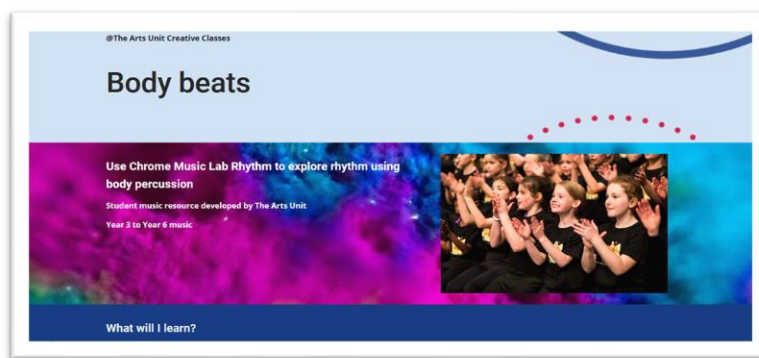 @The Arts Unit Creative Classes
Body beats
Use Chrome Music Lab Rhythm to explore rhythm using
body percussion
Student music resource developed by The Arts Unit
Year 3 to Year 6 music
What will I learn?